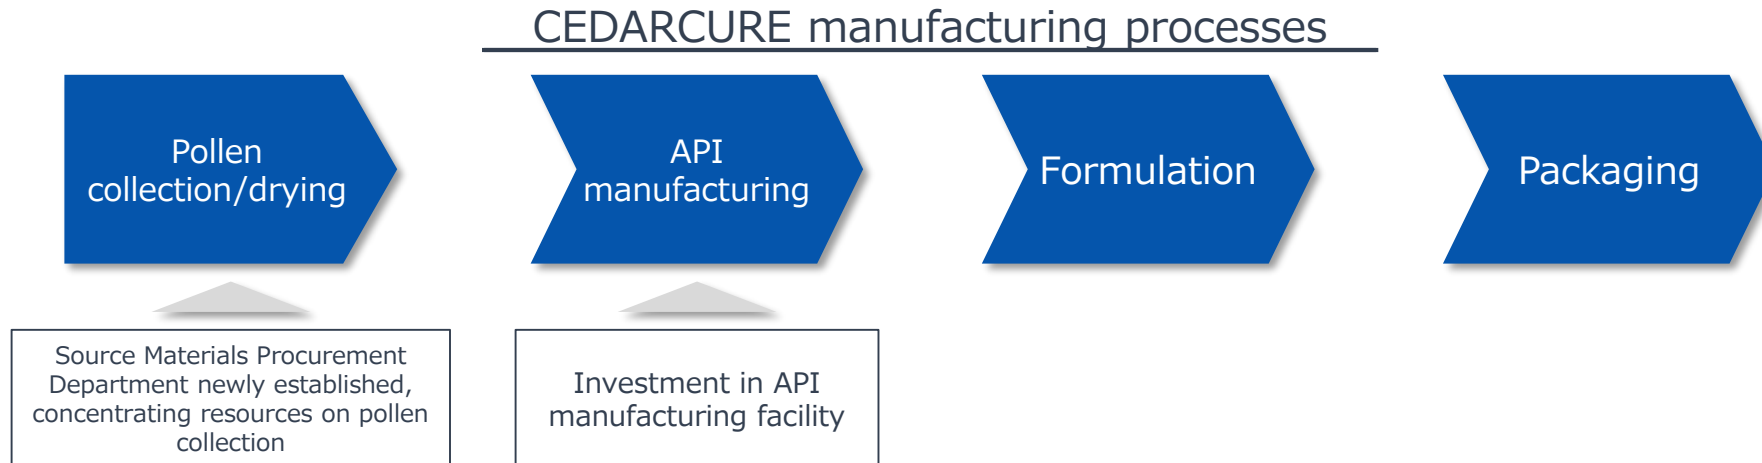 CEDARCURE manufacturing processes
Pollen
collection/drying
API
manufacturing
Formulation
Packaging
Source Materials Procurement
Department newly established,
concentrating resources on pollen
collection
Investment in API
manufacturing facility